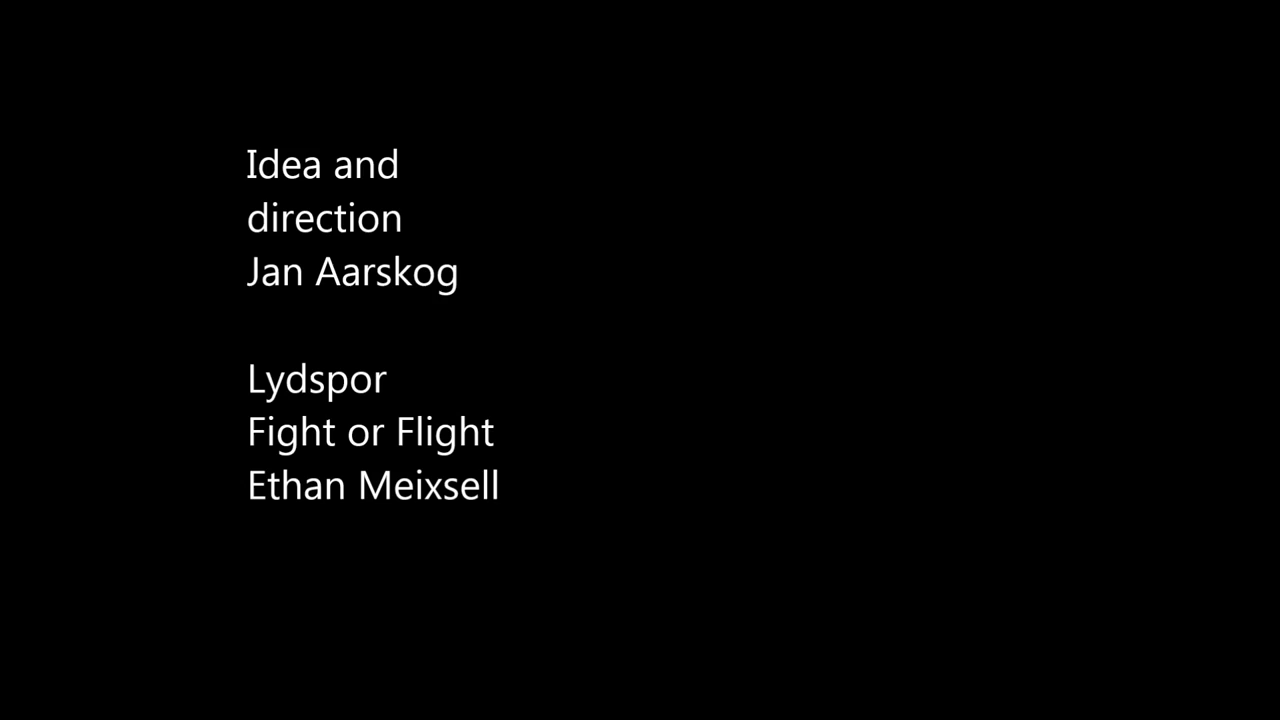 Idea and
direction
Jan Aarskog
Lydspor
Fight or Flight
Ethan Meixsell